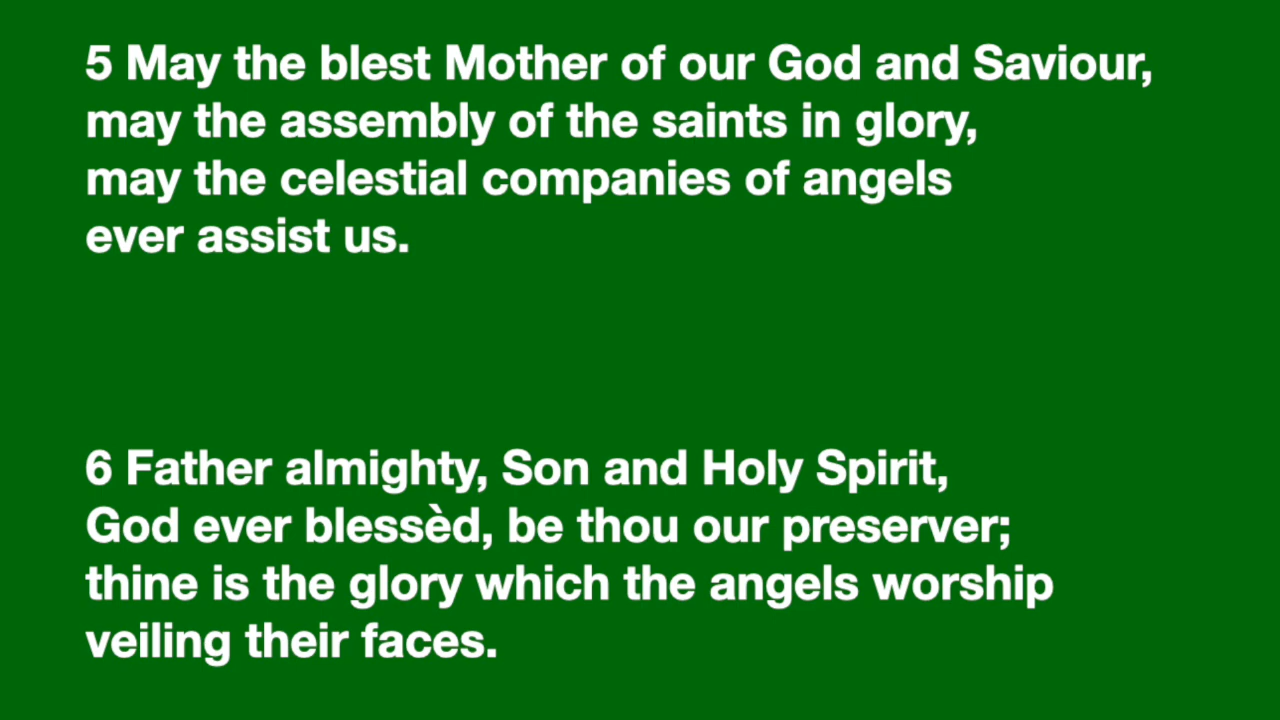 5 May the blest Mother of our God and Saviour,
may the assembly of the saints in glory,
may the celestial companies of angels
ever assist us.
6 Father almighty, Son and Holy Spirit,
God ever blessèd, be thou our preserver;
thine is the glory which the angels worship
veiling their faces.